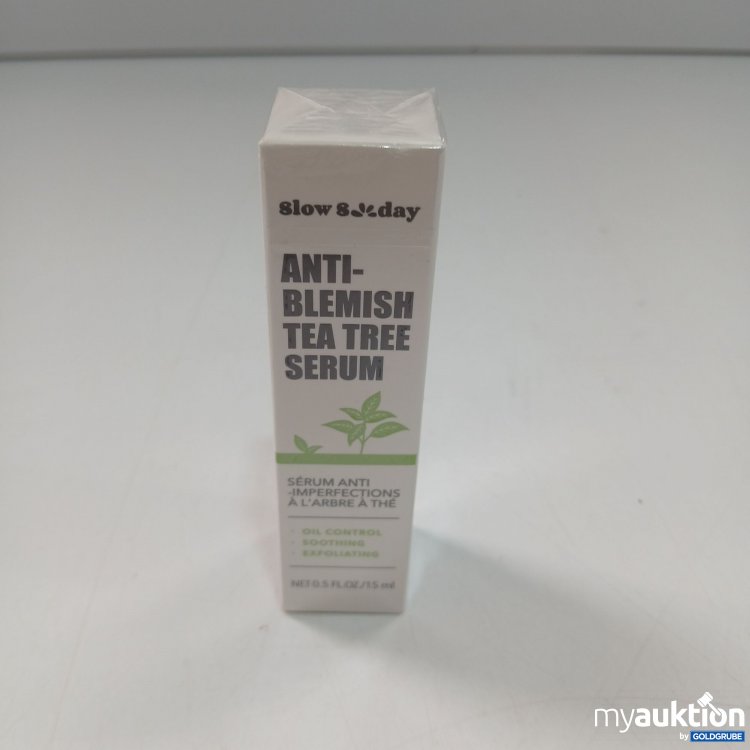 Slow Sunday
ANTI-
BLEMISH
TEA TREE
SERUM
SÉRUM ANTI
-IMPERFECTIONS
À L'ARBRE À THÉ
· OIL CONTROL
· SOOTHING
· EXFOLIATING
NET 0.5 FL.OZ/15 ml
myauktion
by GOLDGRUBE